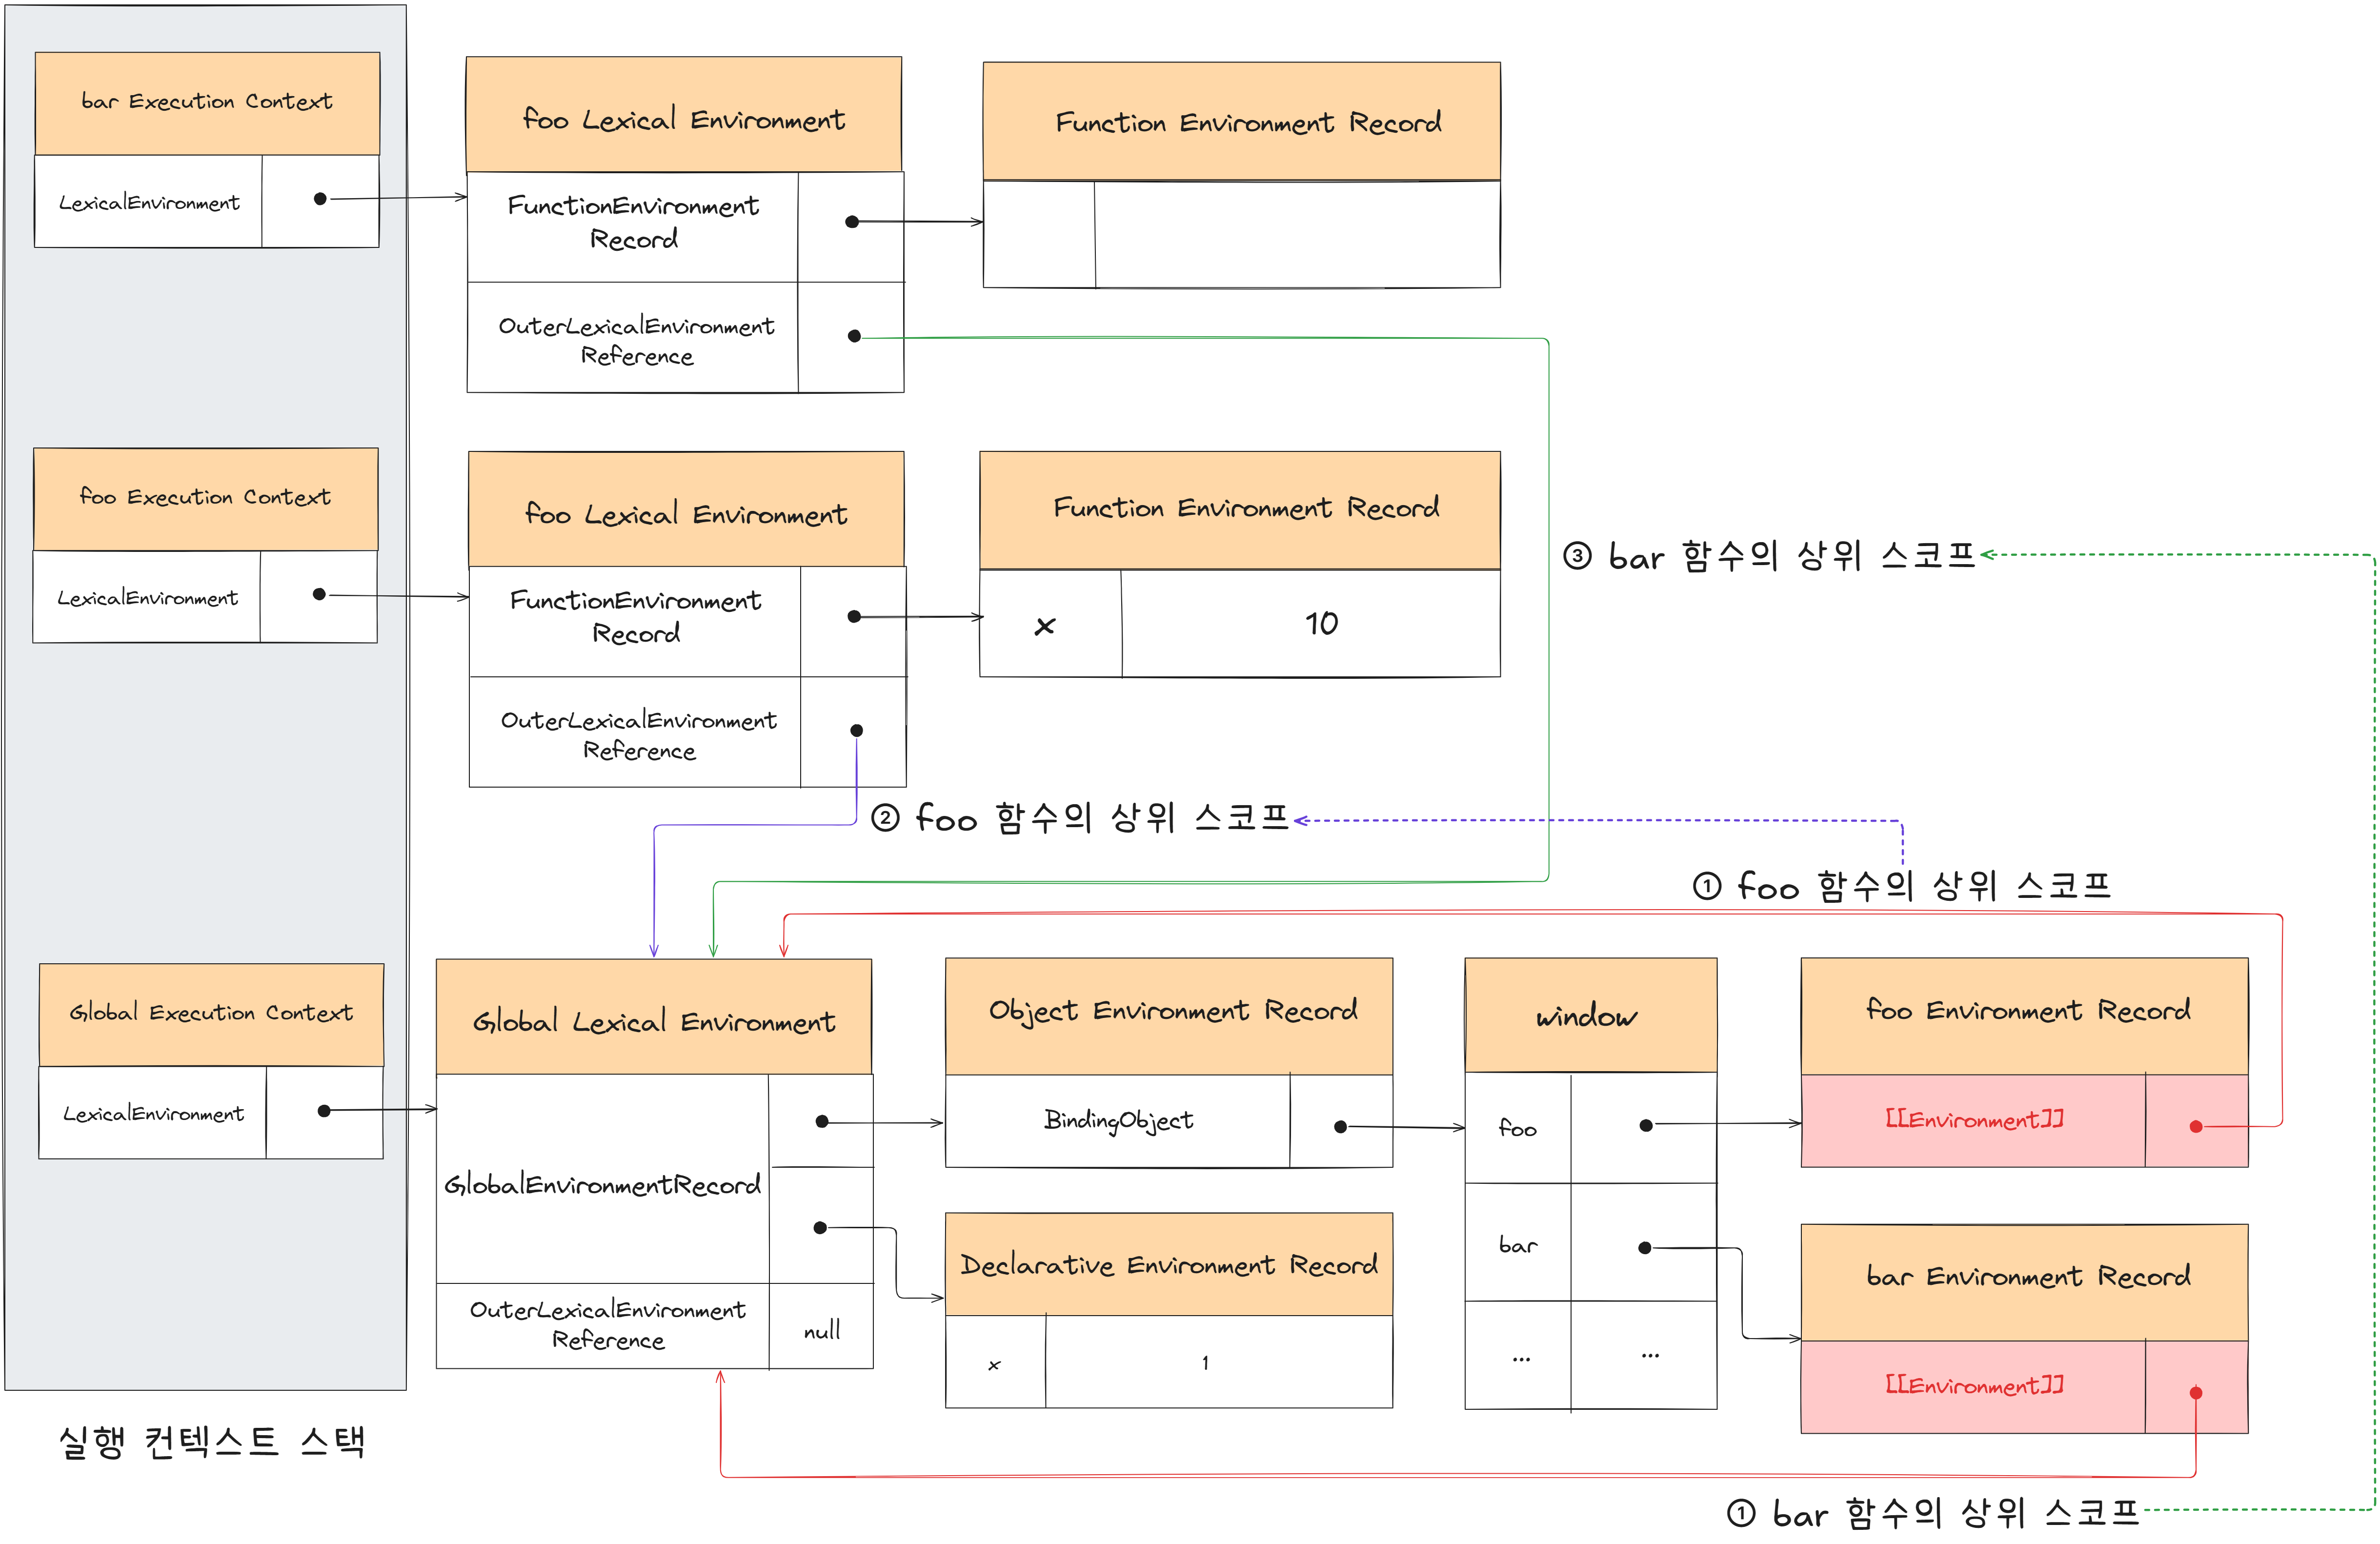 bar Execution Context
LexicalEnvironment
foo Lexical Environment
FunctionEnvironment
Record
OuterLexicalEnvironment
Reference
Function Environment Record
foo Execution Context
LexicalEnvironment
foo Lexical Environment
FunctionEnvironment
Record
OuterLexicalEnvironment
Reference
Function Environment Record
x
10
③ bar 함수의 상위 스코프
② foo 함수의 상위 스코프
① foo 함수의 상위 스코프
Global Execution Context
LexicalEnvironment
Global Lexical Environment
GlobalEnvironmentRecord
OuterLexicalEnvironment
Reference
null
Object Environment Record
BindingObject
Declarative Environment Record
x
1
window
foo
bar
...
...
foo Environment Record
[[Environment]]
bar Environment Record
[[Environment]]
실행 컨텍스트 스택
① bar 함수의 상위 스코프